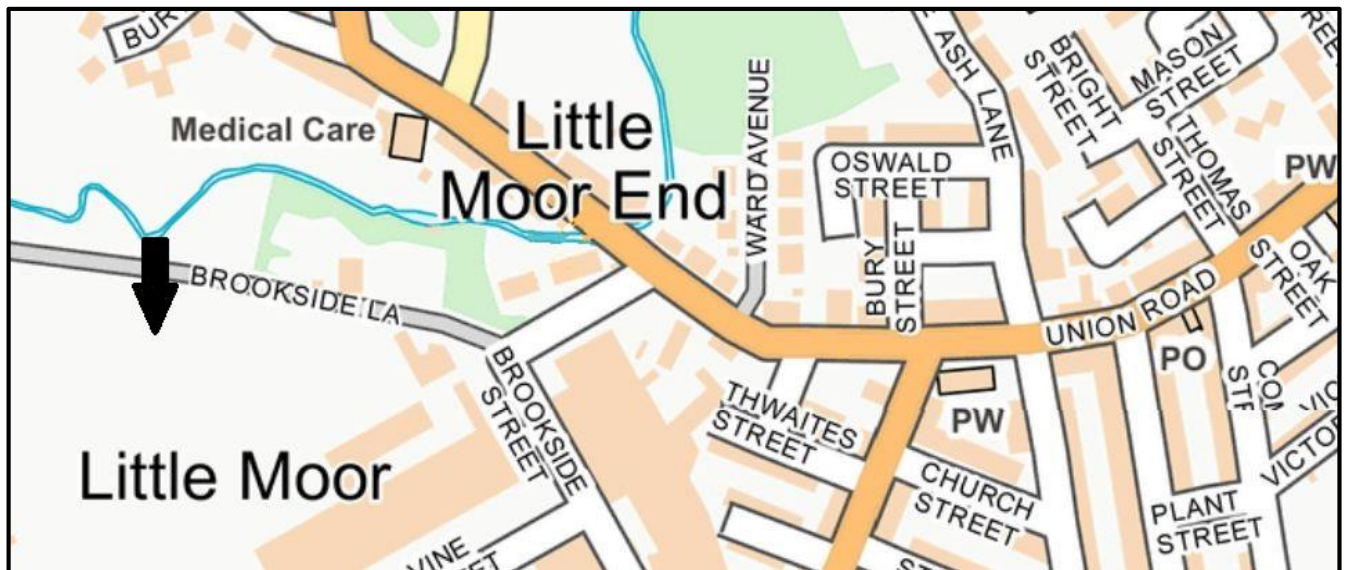 BURY
ASH LANE
BRIGHT
STREET
MASON
STREET
Medical Care
Little
Moor End
WARD AVENUE
OSWALD
STREET
THOMAS
STREET
PW
BURY
STREET
OAK
STREET
BROOKSIDE LA
UNION ROAD
PO
BROOKSIDE
STREET
THWAITES
STREET
PW
Little Moor
CHURCH
STREET
PLANT
STREET
VINE